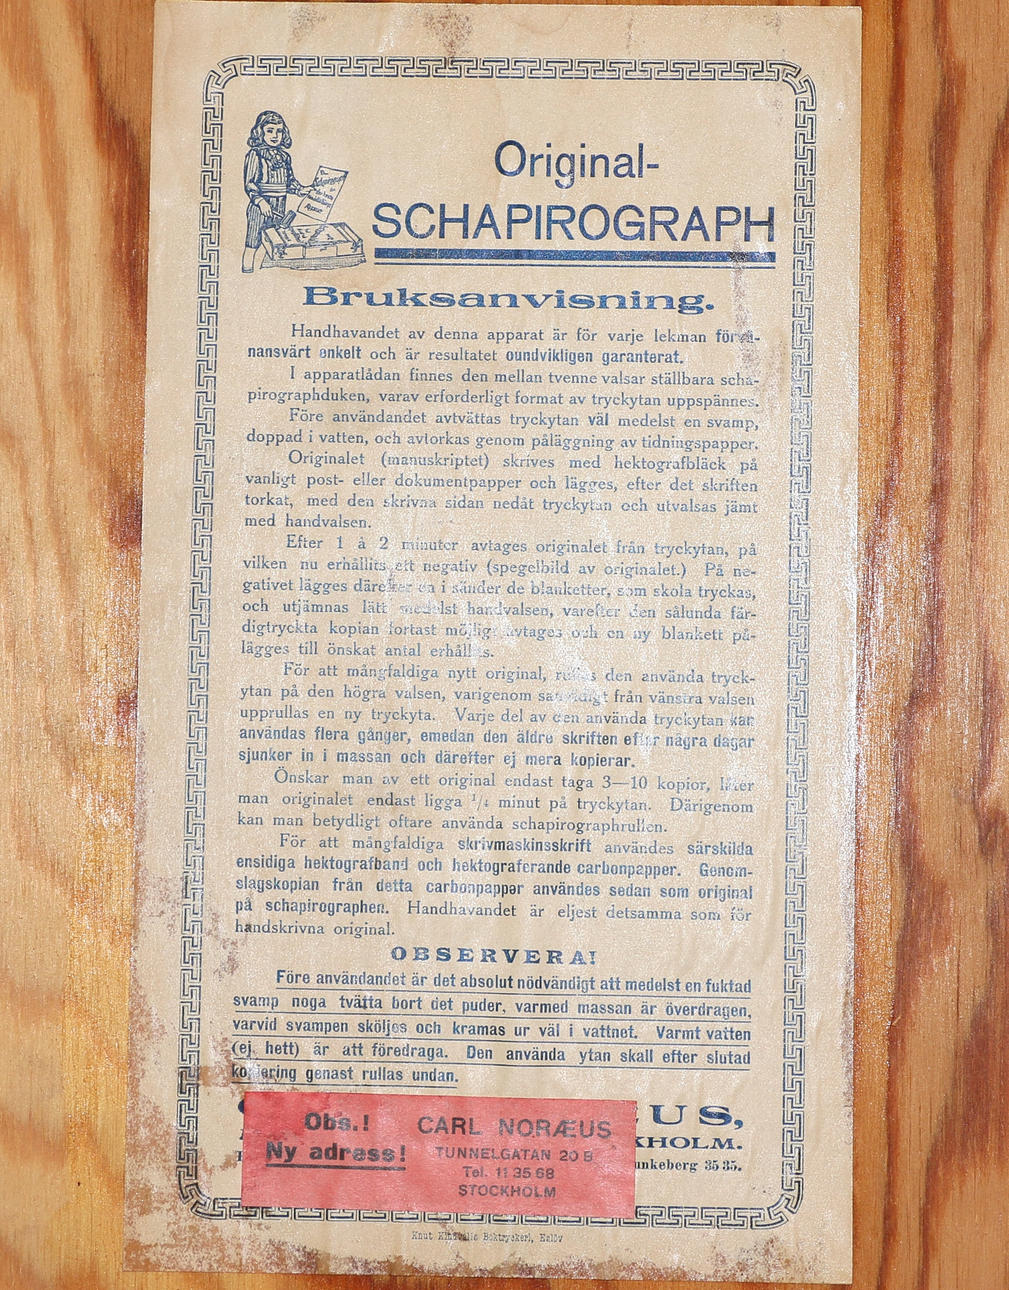 Original-
SCHAPIROGRAPH
Bruksanvisning.
Handhavandet av denna apparat är för varje lekman
nansvärt enkelt och är resultatet oundvikligen garanterat.
I apparatlådan finnes den mellan tvenne valsar ställbara scha-
pirographduken, varav erforderligt format av tryckytan uppspännes.
Före användandet avtvättas tryckytan väl medelst en svamp,
doppad i vatten, och avtorkas genom påläggning av tidningspapper.
Originalet (manuskriptet) skrives med hektografbläck på
vanligt post- eller dokumentpapper och lägges, efter det skriften
torkat, med den skrivna sidan nedåt tryckytan och utvalsas jämt
med handvalsen.
Efter 1 à 2 minuter avtages originalet från tryckytan, på
vilken nu erhållits ett negativ (spegelbild av originalet.) På ne-
gativet lägges därefter en i sänder de blanketter, som skola tryckas,
och utjämnas lätt medelst handvalsen, varefter den sålunda fär-
digtryckta kopian fortast möjligt avtages och en ny blankett på-
lägges till önskat antal erhållits.
För att mångfaldiga nytt original, rullas den använda tryck-
ytan på den högra valsen, varigenom samtidigt från vänstra valsen
upprullas en ny tryckyta. Varje del av den använda tryckytan kan
användas flera gånger, emedan den äldre skriften efter några dagar
sjunker in i massan och därefter ej mera kopierar.
Önskar man av ett original endast taga 3—10 kopior, låter
man originalet endast ligga 1/4 minut på tryckytan. Därigenom
kan man betydligt oftare använda schapirographrullen.
För att mångfaldiga skrivmaskinsskrift användes särskilda
ensidiga hektografband och hektograferande carbonpapper. Genom-
slagskopian från detta carbonpapper användes sedan som original
på schapirographen. Handhavandet är eljest detsamma som för
handskrivna original.
OBSERVERA!
Före användandet är det absolut nödvändigt att medelst en fuktad
svamp noga tvätta bort det puder, varmed massan är överdragen,
varvid svampen sköljes och kramas ur väl i vattnet. Varmt vatten
(ej hett) är att föredraga. Den använda ytan skall efter slutad
kopiering genast rullas undan.
US,
KHOLM.
unkeberg 35 35.
Obs.!
Ny adress!
CARL NORÆUS
TUNNELGATAN 20 B
Tel. 11 35 68
STOCKHOLM
Knut Boktryckeri,